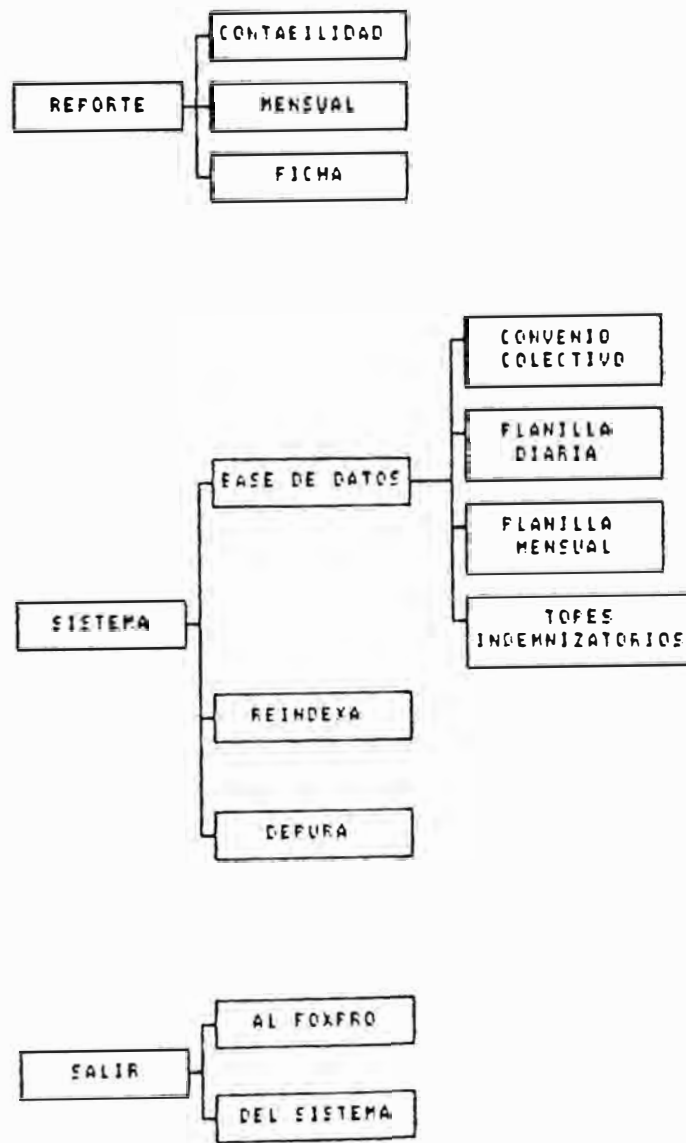 CONTABILIDAD
REPORTE
MENSUAL
FICHA
CONVENIO
COLECTIVO
PLANILLA
DIARIA
BASE DE DATOS
PLANILLA
MENSUAL
SISTEMA
TOPES
INDEMNIZATORIOS
REINDEXA
DEPURA
AL FOXPRO
SALIR
DEL SISTEMA